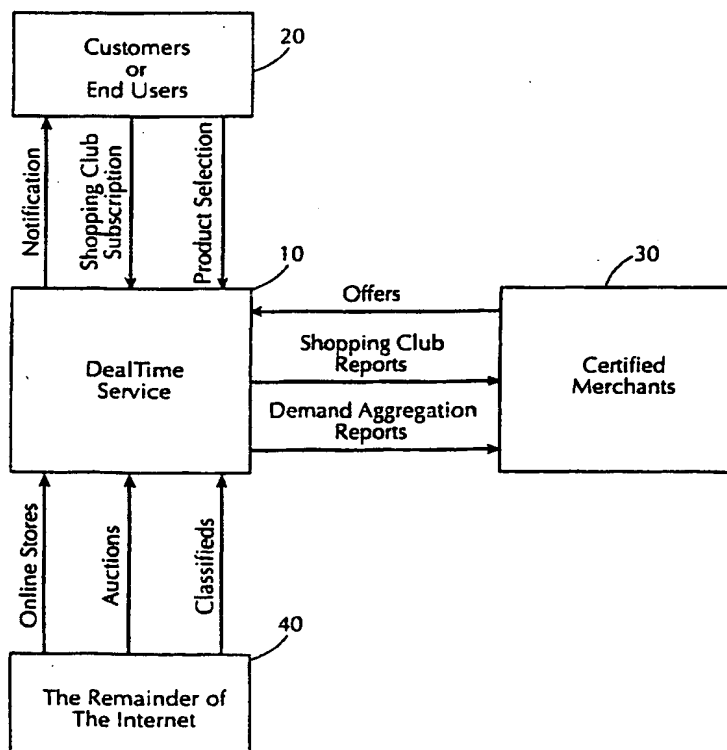 20
Customers
or
End Users
Notification
Shopping Club
Subscription
Product Selection
10
30
DealTime
Service
Offers
Shopping Club
Reports
Demand Aggregation
Reports
Certified
Merchants
Online Stores
Auctions
Classifieds
40
The Remainder of
The Internet